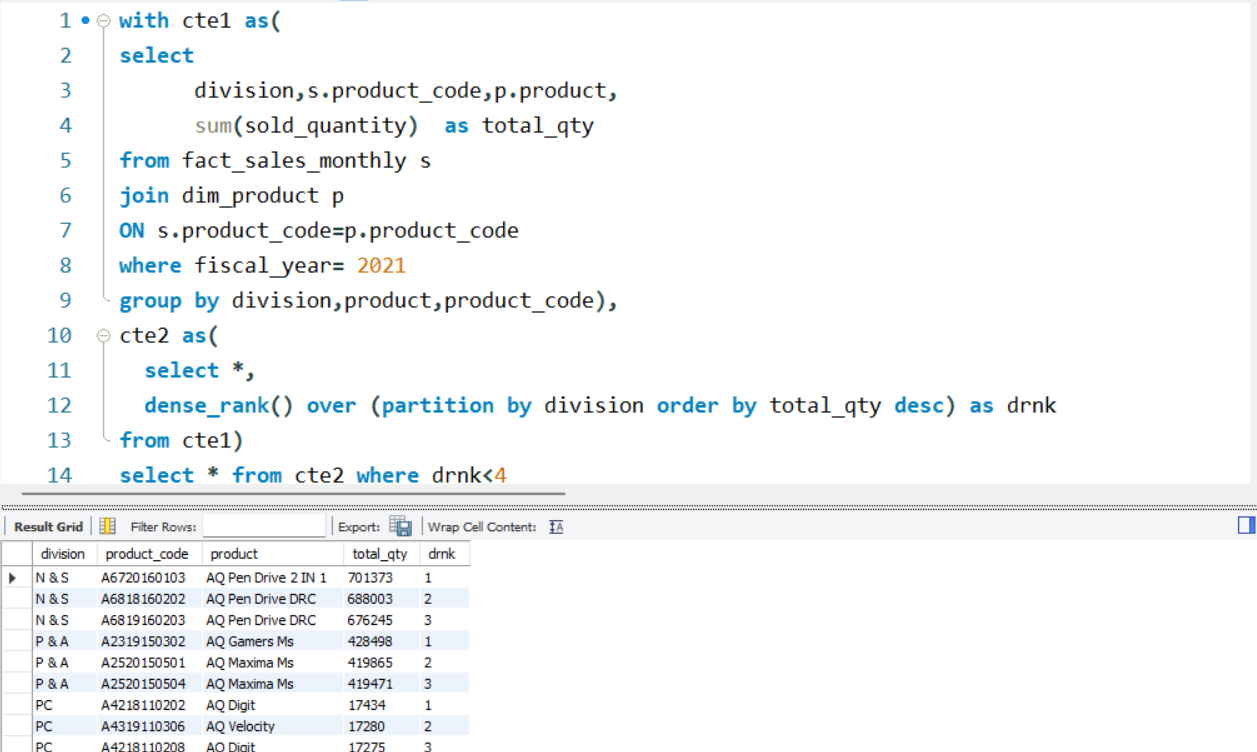 1 with cte1 as(
2 select
3 division,s.product_code,p.product,
4 sum(sold_quantity)  as total_qty
5 from fact_sales_monthly s
6 join dim_product p
7 ON s.product_code=p.product_code
8 where fiscal_year= 2021
9 group by division,product,product_code),
10 cte2 as(
11 select *,
12 dense_rank() over (partition by division order by total_qty desc) as drnk
13 from cte1)
14 select * from cte2 where drnk<4
Result Grid Filter Rows: Export: Wrap Cell Content: IA
division product_code product total_qty drnk
N & S A6720160103 AQ Pen Drive 2 IN 1 701373 1
N & S A6818160202 AQ Pen Drive DRC 688003 2
N & S A6819160203 AQ Pen Drive DRC 676245 3
P & A A2319150302 AQ Gamers Ms 428498 1
P & A A2520150501 AQ Maxima Ms 419865 2
P & A A2520150504 AQ Maxima Ms 419471 3
PC A4218110202 AQ Digit 17434 1
PC A4319110306 AQ Velocity 17280 2
PC A4218110208 AQ Digit 17275 3